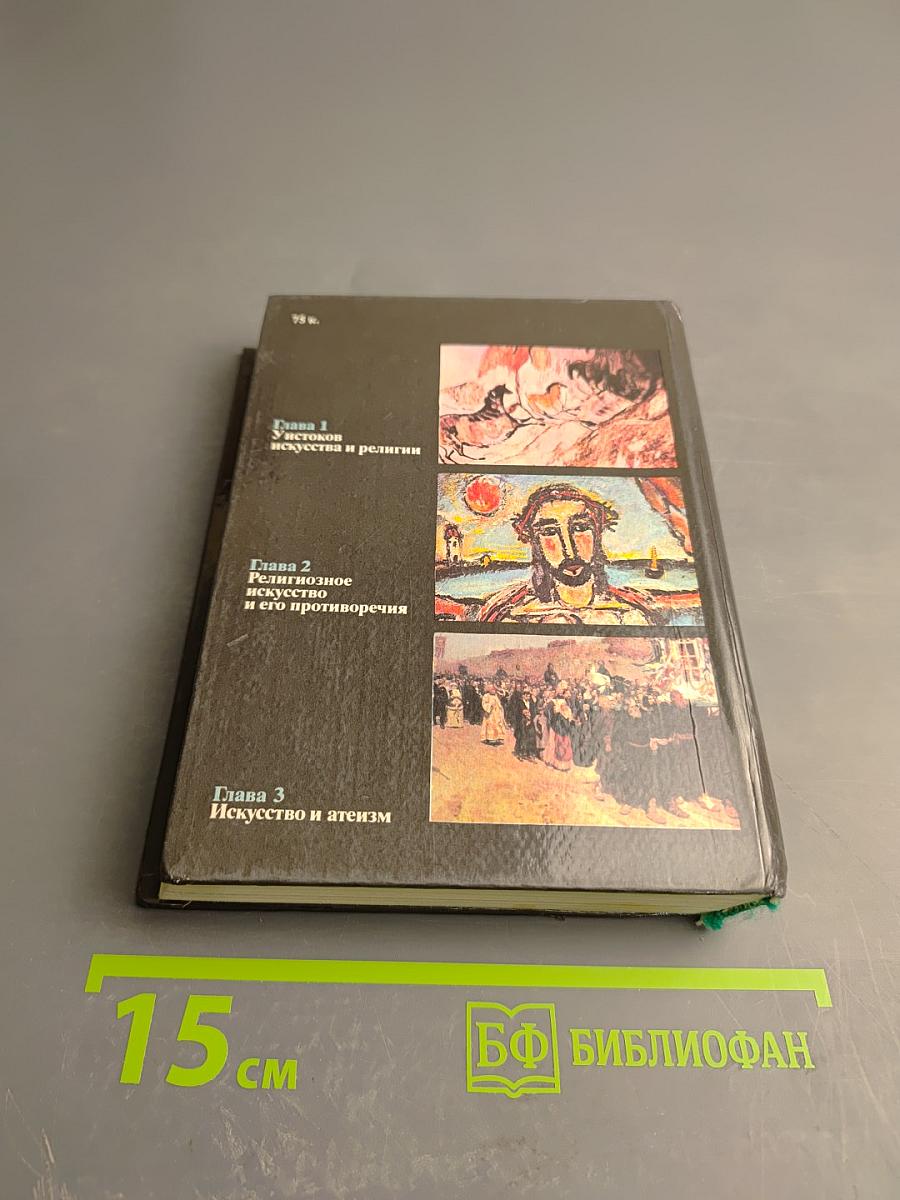 75 к.
Глава 1
У истоков
искусства и религии
Глава 2
Религиозное
искусство
и его противоречия
Глава 3
Искусство и атеизм
15 см
БФ БИБЛИОФАН